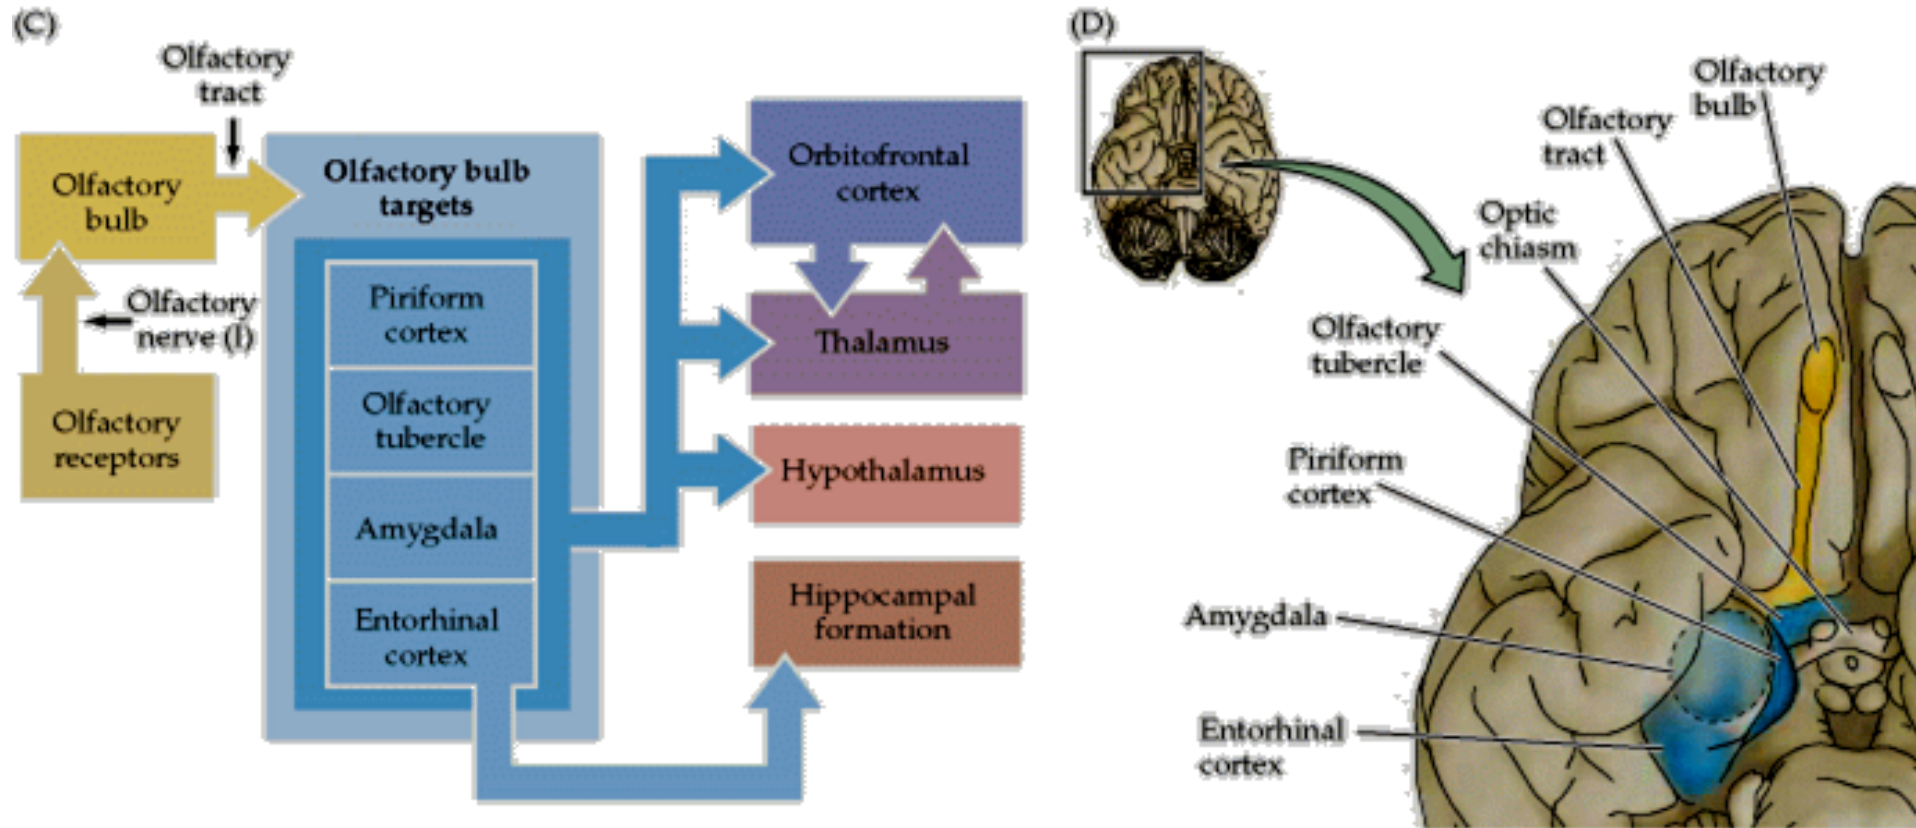 (C)
Olfactory
tract
Olfactory
bulb
Olfactory
nerve (I)
Olfactory
receptors
Olfactory bulb
targets
Piriform
cortex
Olfactory
tubercle
Amygdala
Entorhinal
cortex
Orbitofrontal
cortex
Thalamus
Hypothalamus
Hippocampal
formation
(D)
Olfactory
bulb
Olfactory
tract
Optic
chiasm
Olfactory
tubercle
Piriform
cortex
Amygdala
Entorhinal
cortex